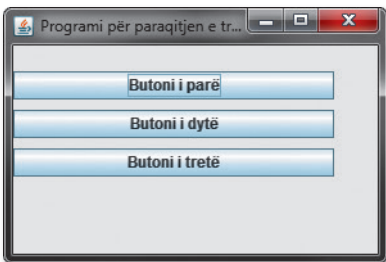 Programi për paraqitjen e tr...
Butoni i parë
Butoni i dytë
Butoni i tretë